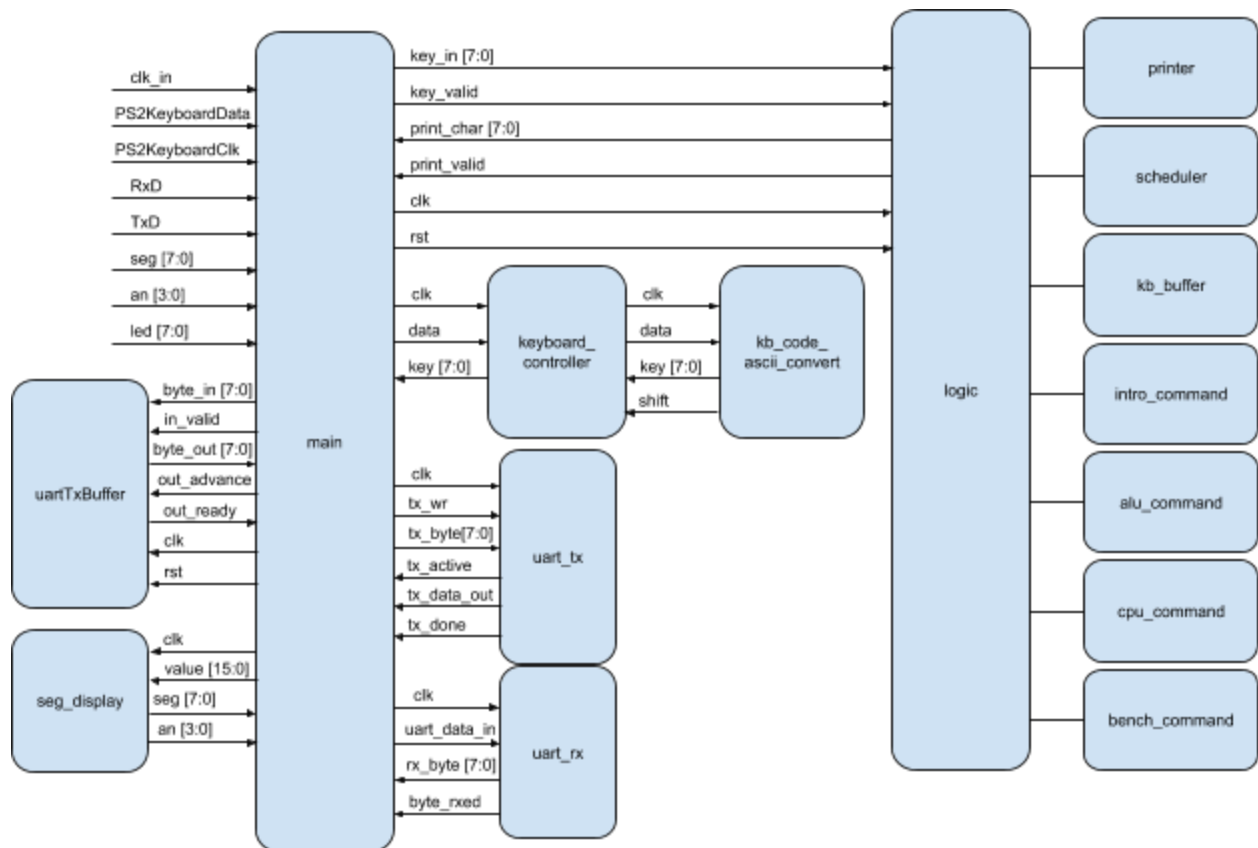 clk_in
PS2KeyboardData
PS2KeyboardClk
RxD
TxD
seg [7:0]
an [3:0]
led [7:0]
uartTxBuffer
byte_in [7:0]
in_valid
byte_out [7:0]
out_advance
out_ready
clk
rst
seg_display
clk
value [15:0]
seg [7:0]
an [3:0]
main
key_in [7:0]
key_valid
print_char [7:0]
print_valid
clk
rst
clk
data
key [7:0]
keyboard_
controller
clk
data
key [7:0]
shift
kb_code_
ascii_convert
clk
tx_wr
tx_byte[7:0]
tx_active
tx_data_out
tx_done
uart_tx
clk
uart_data_in
rx_byte [7:0]
byte_rxed
uart_rx
logic
printer
scheduler
kb_buffer
intro_command
alu_command
cpu_command
bench_command